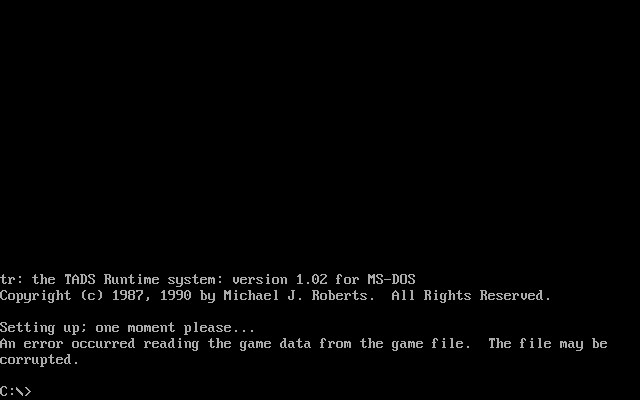 tr: the TADS Runtime system: version 1.02 for MS-DOS
Copyright (c) 1987, 1990 by Michael J. Roberts.  All Rights Reserved.
Setting up; one moment please...
An error occurred reading the game data from the game file.  The file may be
corrupted.
C:\>